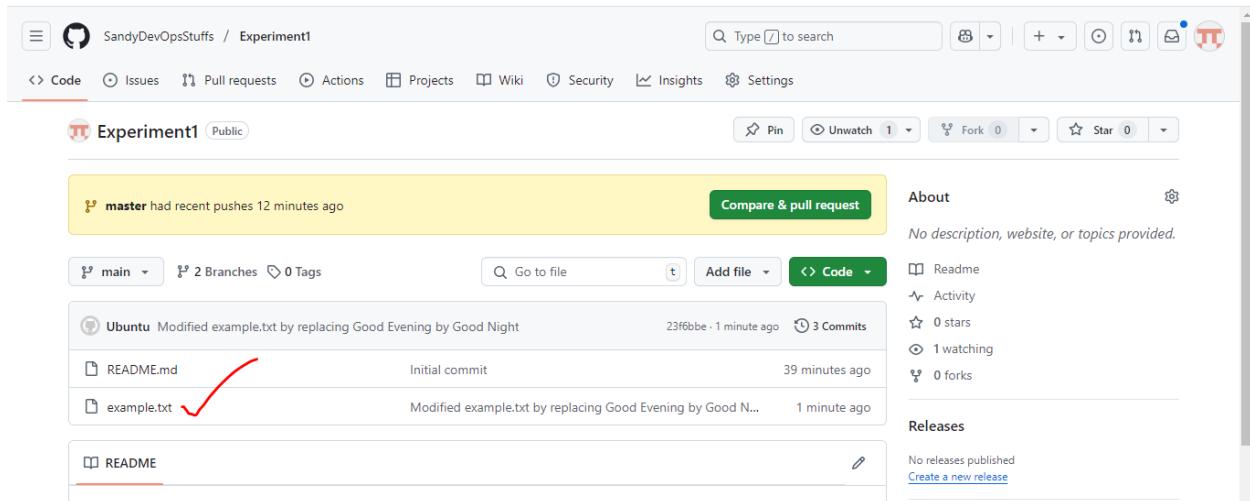 SandyDevOpsStuffs / Experiment1
Type / to search
Code
Issues
Pull requests
Actions
Projects
Wiki
Security
Insights
Settings
Experiment1 Public
Pin
Unwatch 1
Fork 0
Star 0
master had recent pushes 12 minutes ago
Compare & pull request
main
2 Branches
0 Tags
Go to file
t
Add file
<> Code
Ubuntu Modified example.txt by replacing Good Evening by Good Night
23f6bbe · 1 minute ago
3 Commits
README.md Initial commit 39 minutes ago
example.txt Modified example.txt by replacing Good Evening by Good N... 1 minute ago
README
About
No description, website, or topics provided.
Readme
Activity
0 stars
1 watching
0 forks
Releases
No releases published
Create a new release